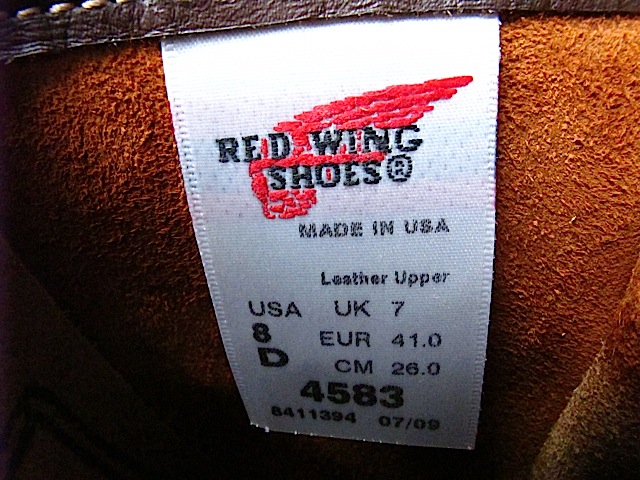 RED WING
SHOES®
MADE IN USA
Leather Upper
USA UK 7
8 EUR 41.0
D CM 26.0
4583
8411394 07/09